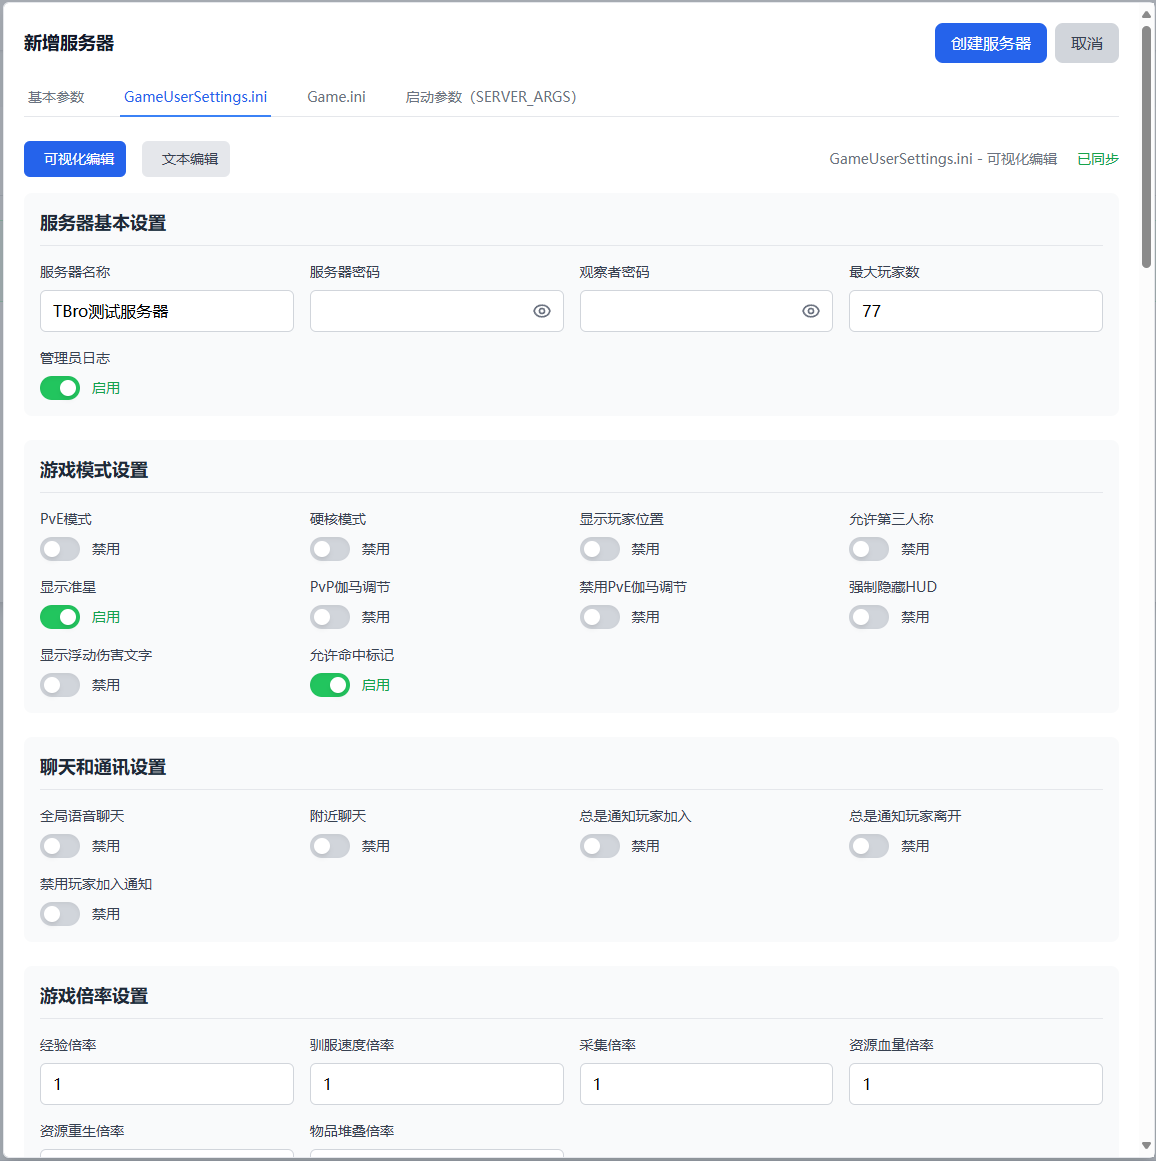 新增服务器
创建服务器 取消
基本参数 GameUserSettings.ini Game.ini 启动参数（SERVER_ARGS）
可视化编辑 文本编辑 GameUserSettings.ini - 可视化编辑 已同步
服务器基本设置
服务器名称 服务器密码 观察者密码 最大玩家数
TBro测试服务器 77
管理员日志
启用
游戏模式设置
PvE模式 硬核模式 显示玩家位置 允许第三人称
禁用 禁用 禁用 禁用
显示准星 PvP伽马调节 禁用PvE伽马调节 强制隐藏HUD
启用 禁用 禁用 禁用
显示浮动伤害文字 允许命中标记
禁用 启用
聊天和通讯设置
全局语音聊天 附近聊天 总是通知玩家加入 总是通知玩家离开
禁用 禁用 禁用 禁用
禁用玩家加入通知
禁用
游戏倍率设置
经验倍率 驯服速度倍率 采集倍率 资源血量倍率
1 1 1 1
资源重生倍率 物品堆叠倍率